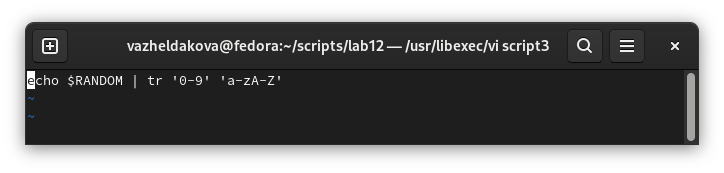 vazheldakova@fedora:~/scripts/lab12 — /usr/libexec/vi script3
echo $RANDOM | tr '0-9' 'a-zA-Z'
~
~